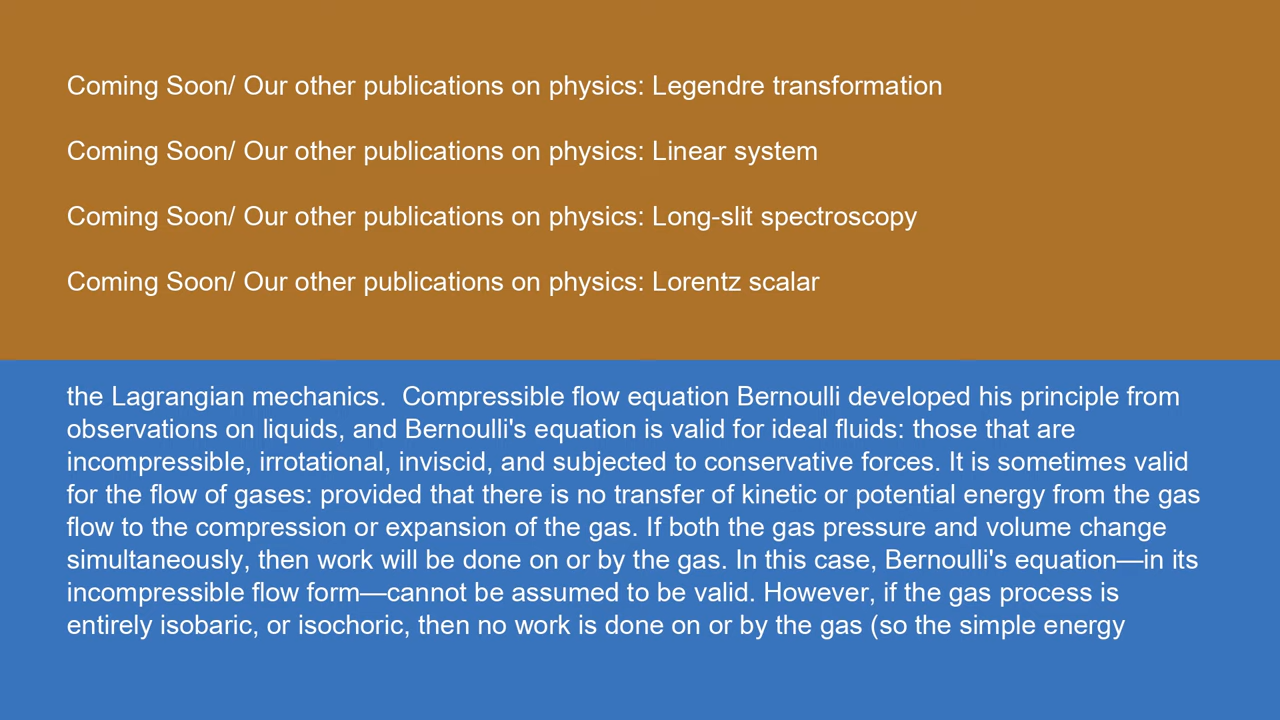 Coming Soon/ Our other publications on physics: Legendre transformation
Coming Soon/ Our other publications on physics: Linear system
Coming Soon/ Our other publications on physics: Long-slit spectroscopy
Coming Soon/ Our other publications on physics: Lorentz scalar
the Lagrangian mechanics.  Compressible flow equation Bernoulli developed his principle from
observations on liquids, and Bernoulli's equation is valid for ideal fluids: those that are
incompressible, irrotational, inviscid, and subjected to conservative forces. It is sometimes valid
for the flow of gases: provided that there is no transfer of kinetic or potential energy from the gas
flow to the compression or expansion of the gas. If both the gas pressure and volume change
simultaneously, then work will be done on or by the gas. In this case, Bernoulli's equation—in its
incompressible flow form—cannot be assumed to be valid. However, if the gas process is
entirely isobaric, or isochoric, then no work is done on or by the gas (so the simple energy